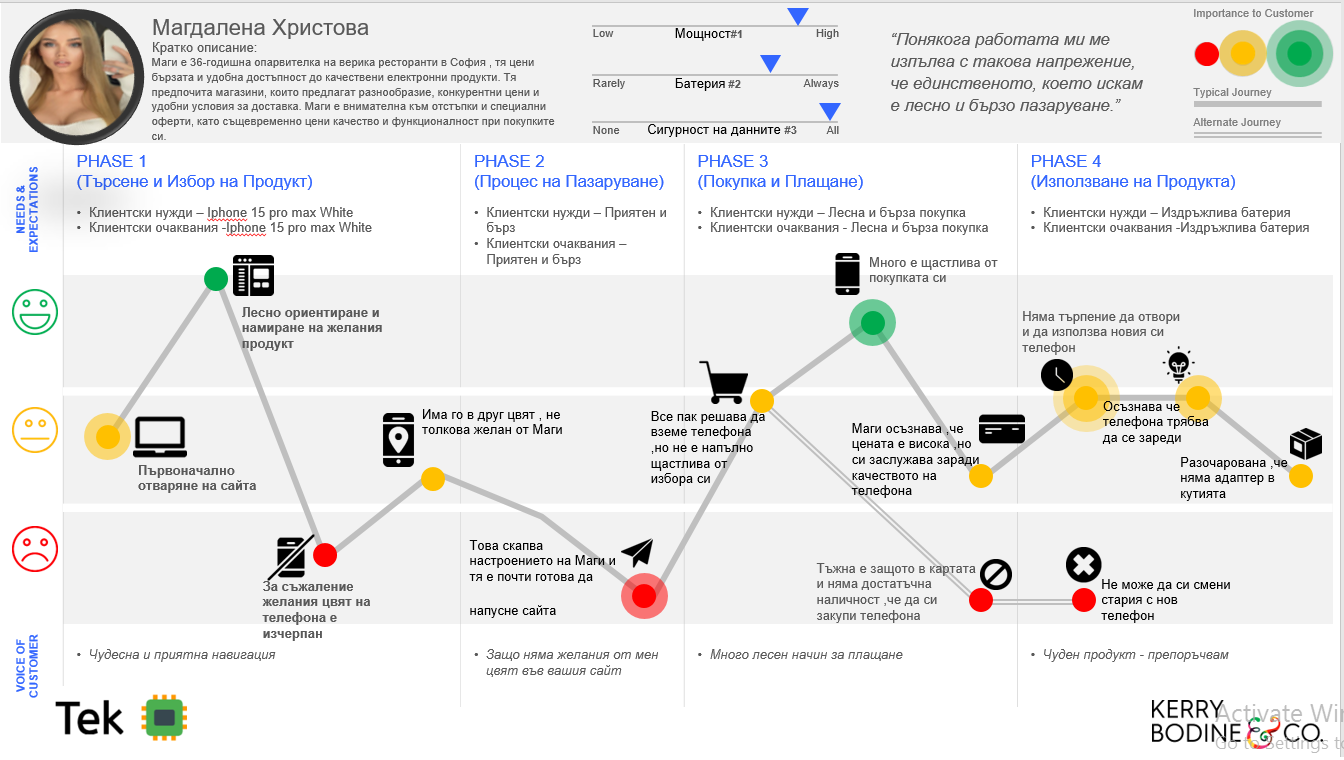 Магдалена Христова
Кратко описание:
Маги е 36-годишна опарвителка на верика ресторанти в София , тя цени
бързата и удобна достъпност до качествени електронни продукти. Тя
предпочита магазини, които предлагат разнообразие, конкурентни цени и
удобни условия за доставка. Маги е внимателна към отстъпки и специални
оферти, като същевременно цени качество и функционалност при покупките
си.
Low Мощност#1 High
Rarely Батерия #2 Always
None Сигурност на данните #3 All
“Понякога работата ми ме
изпълва с такова напрежение,
че единственото, което искам
е лесно и бързо пазаруване.”
Importance to Customer
Typical Journey
Alternate Journey
NEEDS &
EXPECTATIONS
PHASE 1
(Търсене и Избор на Продукт)
• Клиентски нужди – Iphone 15 pro max White
• Клиентски очаквания -Iphone 15 pro max White
PHASE 2
(Процес на Пазаруване)
• Клиентски нужди – Приятен и
бърз
• Клиентски очаквания –
Приятен и бърз
PHASE 3
(Покупка и Плащане)
• Клиентски нужди – Лесна и бърза покупка
• Клиентски очаквания - Лесна и бърза покупка
PHASE 4
(Използване на Продукта)
• Клиентски нужди – Издръжлива батерия
• Клиентски очаквания -Издръжлива батерия
Лесно ориентиране и
намиране на желания
продукт
Първоначално
отваряне на сайта
За съжаление
желания цвят на
телефона е
изчерпан
Има го в друг цвят , не
толкова желан от Маги
Това скапва
настроението на Маги и
тя е почти готова да
напусне сайта
Все пак решава да
вземе телефона
,но не е напълно
щастлива от
избора си
Много е щастлива от
покупката си
Маги осъзнава ,че
цената е висока ,но
си заслужава заради
качеството на
телефона
Тъжна е защото в картата
и няма достатъчна
наличност ,че да си
закупи телефона
Няма търпение да отвори
и да използва новия си
телефон
Осъзнава че
телефона трябва
да се зареди
Разочарована ,че
няма адаптер в
кутията
Не може да си смени
стария с нов
телефон
VOICE OF
CUSTOMER
• Чудесна и приятна навигация
• Защо няма желания от мен
цвят във вашия сайт
• Много лесен начин за плащане
• Чуден продукт - препоръчвам
Tek
KERRY
BODINE & CO.
Activate Wi
Go to Settings to